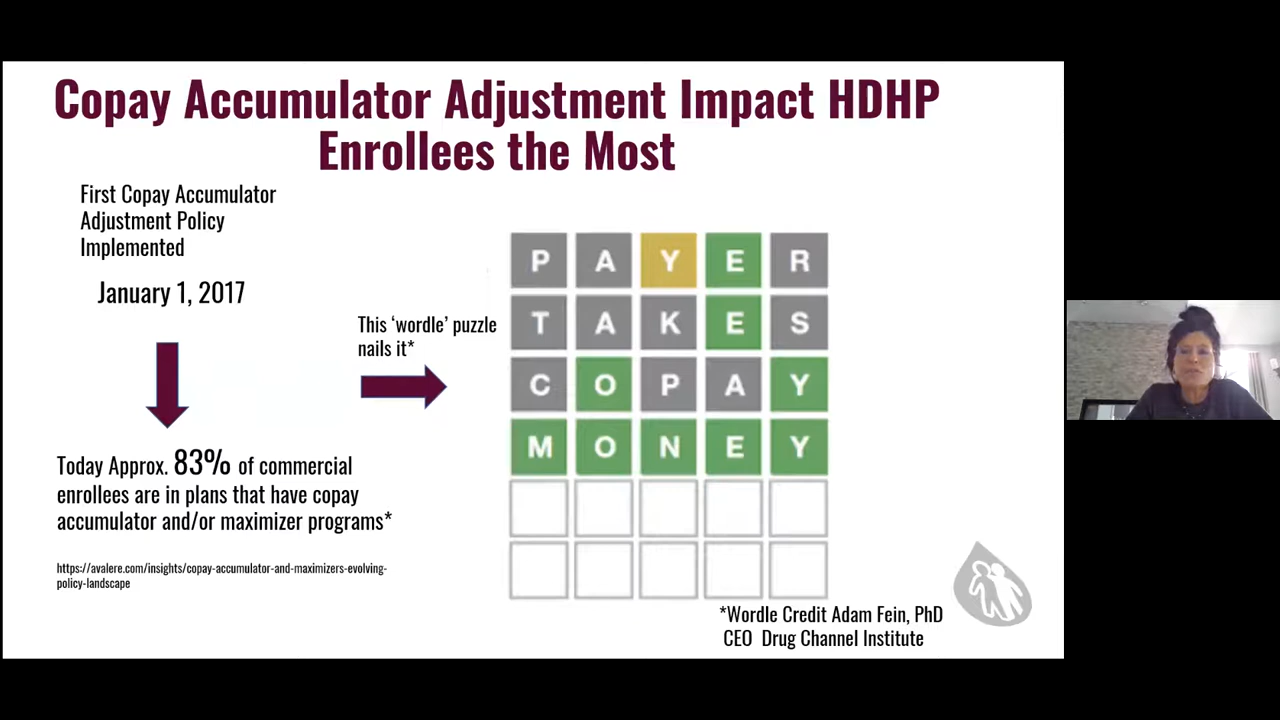 Copay Accumulator Adjustment Impact HDHP
Enrollees the Most
First Copay Accumulator
Adjustment Policy
Implemented
January 1, 2017
This ‘wordle’ puzzle
nails it*
Today Approx. 83% of commercial
enrollees are in plans that have copay
accumulator and/or maximizer programs*
https://avalere.com/insights/copay-accumulator-and-maximizers-evolving-
policy-landscape
P A Y E R
T A K E S
C O P A Y
M O N E Y
*Wordle Credit Adam Fein, PhD
CEO Drug Channel Institute